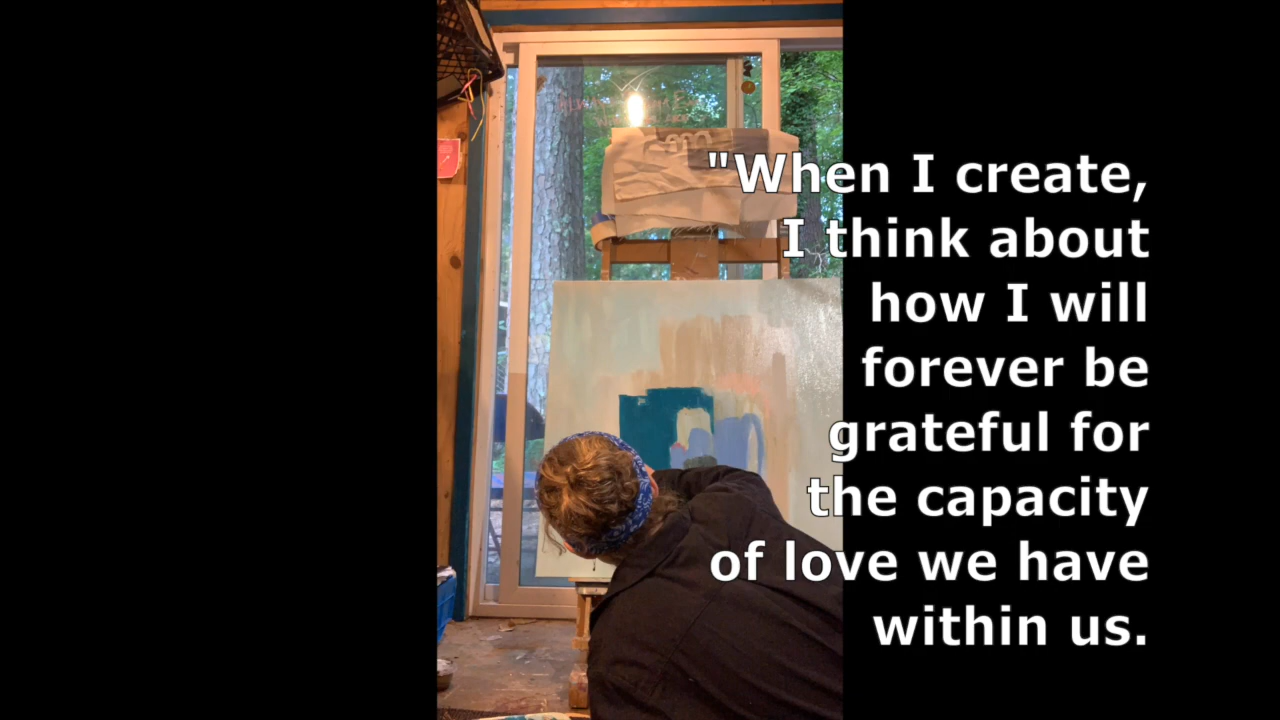 "When I create,
I think about
how I will
forever be
grateful for
the capacity
of love we have
within us.